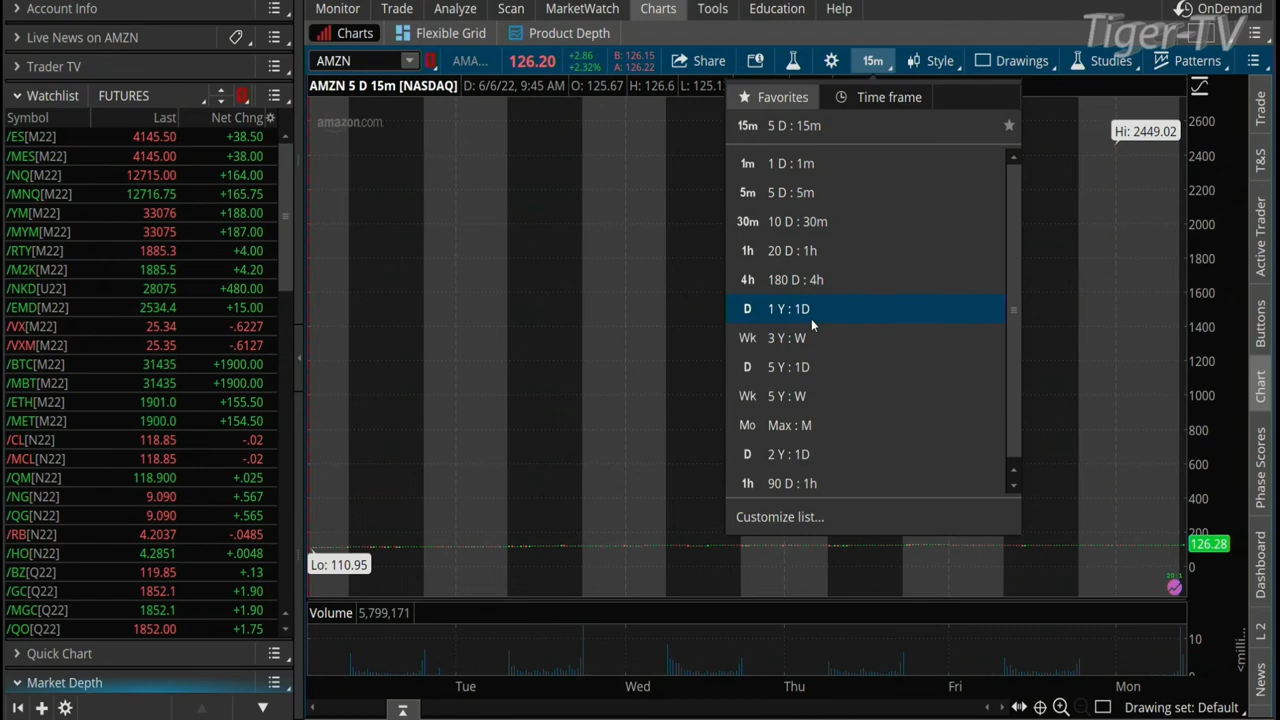 Account Info
Monitor Trade Analyze Scan MarketWatch Charts Tools Education Help OnDemand
Tiger-TV
Live News on AMZN
Charts Flexible Grid Product Depth
Trader TV
AMZN AMA... 126.20 +2.86 +2.32% B: 126.15 A: 126.22 Share 15m Style Drawings Studies Patterns
Watchlist FUTURES
AMZN 5 D 15m [NASDAQ] D: 6/6/22, 9:45 AM O: 125.67 H: 126.6 L: 125.1
Favorites Time frame
Symbol Last Net Chng
/ES[M22] 4145.50 +38.50
/MES[M22] 4145.00 +38.00
/NQ[M22] 12715.00 +164.00
/MNQ[M22] 12716.75 +165.75
/YM[M22] 33076 +188.00
/MYM[M22] 33075 +187.00
/RTY[M22] 1885.3 +4.00
/M2K[M22] 1885.5 +4.20
/NKD[M22] 28075 +480.00
/EMD[M22] 2534.4 +15.00
/VX[M22] 25.34 -.6227
/VXM[M22] 25.35 -.6127
/BTC[M22] 31435 +1900.00
/MBT[M22] 31435 +1900.00
/ETH[M22] 1901.0 +155.50
/MET[M22] 1900.0 +154.50
/CL[N22] 118.85 -.02
/MCL[N22] 118.85 -.02
/QM[N22] 118.900 +.025
/NG[N22] 9.090 +.567
/QG[N22] 9.090 +.565
/RB[N22] 4.2037 -.0485
/HO[N22] 4.2851 +.0048
/BZ[Q22] 119.85 +.13
/GC[Q22] 1852.1 +1.90
/MGC[Q22] 1852.1 +1.90
/QO[Q22] 1852.00 +1.75
Quick Chart
Market Depth
amazon.com
15m 5 D : 15m
1m 1 D : 1m
5m 5 D : 5m
30m 10 D : 30m
1h 20 D : 1h
4h 180 D : 4h
D 1 Y : 1D
Wk 3 Y : W
D 5 Y : 1D
Wk 5 Y : W
Mo Max : M
D 2 Y : 1D
1h 90 D : 1h
Customize list...
Hi: 2449.02
2600
2400
2200
2000
1800
1600
1400
1200
1000
800
600
400
200
126.28
0
Lo: 110.95
Volume 5,799,171
10
<milli...
Tue Wed Thu Fri Mon
Drawing set: Default
Trade
T&S
Active Trader
Buttons
Chart
Phase Scores
Dashboard
L 2
News